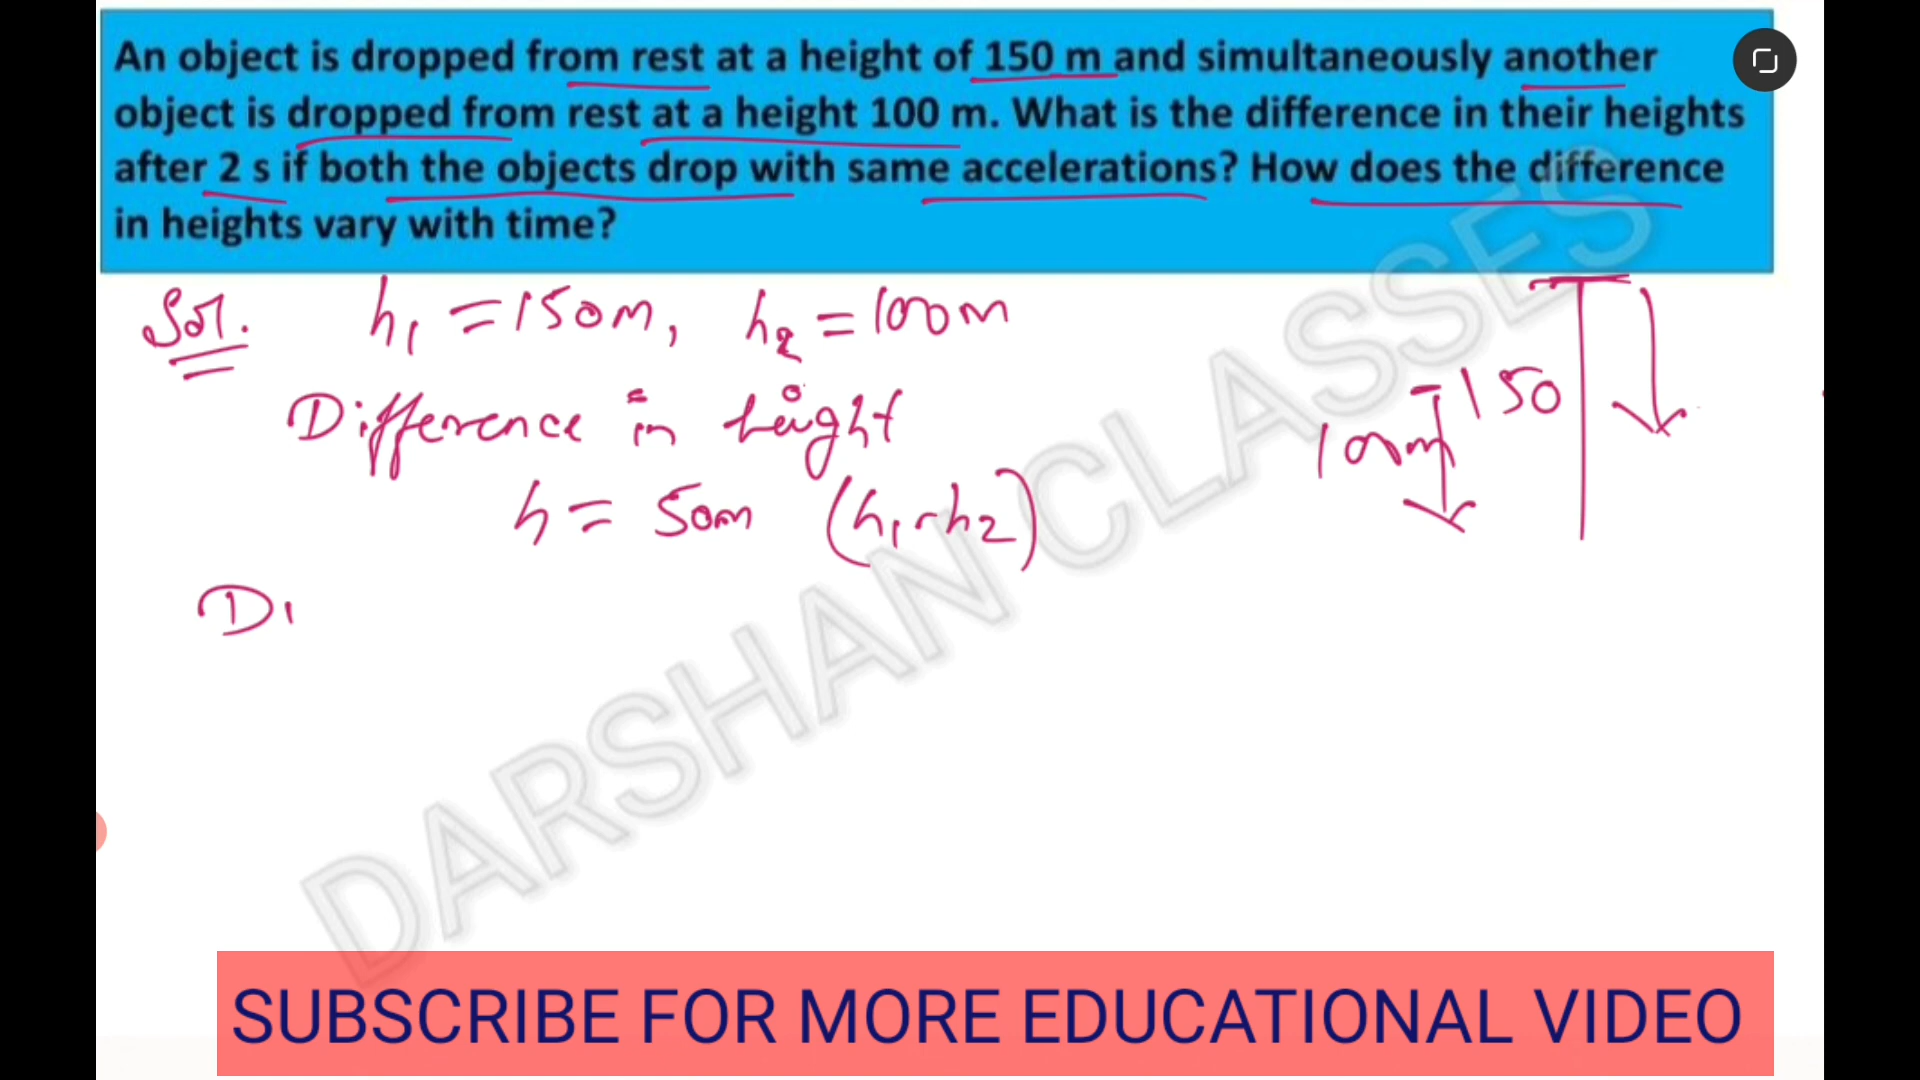 An object is dropped from rest at a height of 150 m and simultaneously another
object is dropped from rest at a height 100 m. What is the difference in their heights
after 2 s if both the objects drop with same accelerations? How does the difference
in heights vary with time?
Sol. h₁ = 150m, h₂ = 100m
Difference in height
h = 50m (h₁-h₂)
150
100m
Di
DARSHAN CLASSES
SUBSCRIBE FOR MORE EDUCATIONAL VIDEO